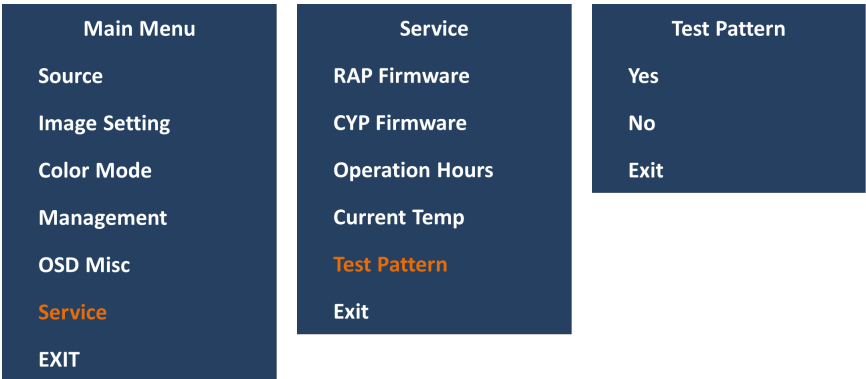 Main Menu
Source
Image Setting
Color Mode
Management
OSD Misc
Service
EXIT
Service
RAP Firmware
CYP Firmware
Operation Hours
Current Temp
Test Pattern
Exit
Test Pattern
Yes
No
Exit